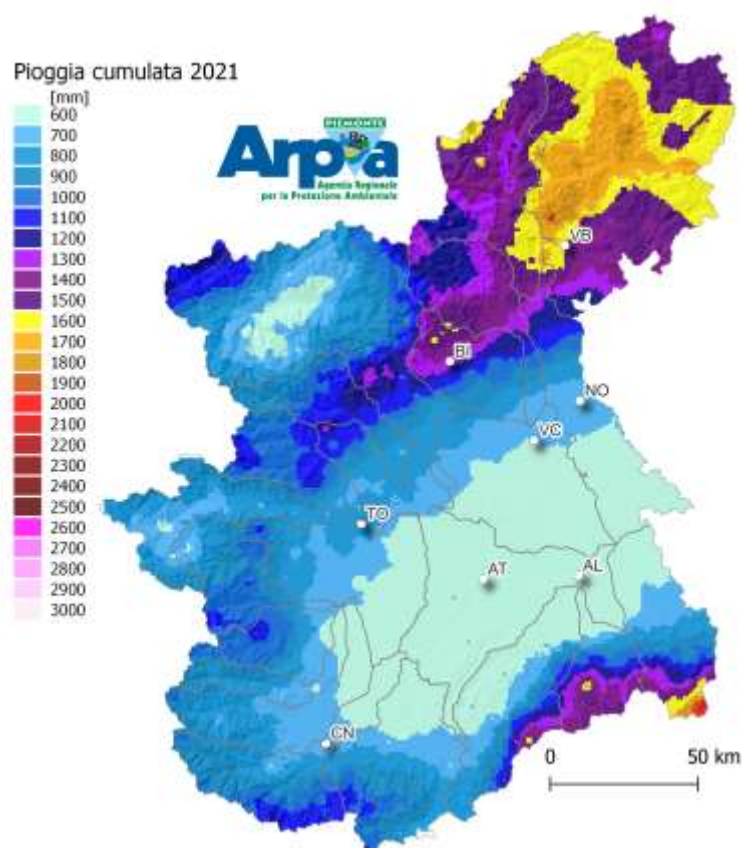 Pioggia cumulata 2021
[mm]
600
700
800
900
1000
1100
1200
1300
1400
1500
1600
1700
1800
1900
2000
2100
2200
2300
2400
2500
2600
2700
2800
2900
3000
PIEMONTE
Arpa
Agenzia Regionale
per la Protezione Ambientale
VB
BI
NO
VC
TO
AT
AL
CN
0 50 km